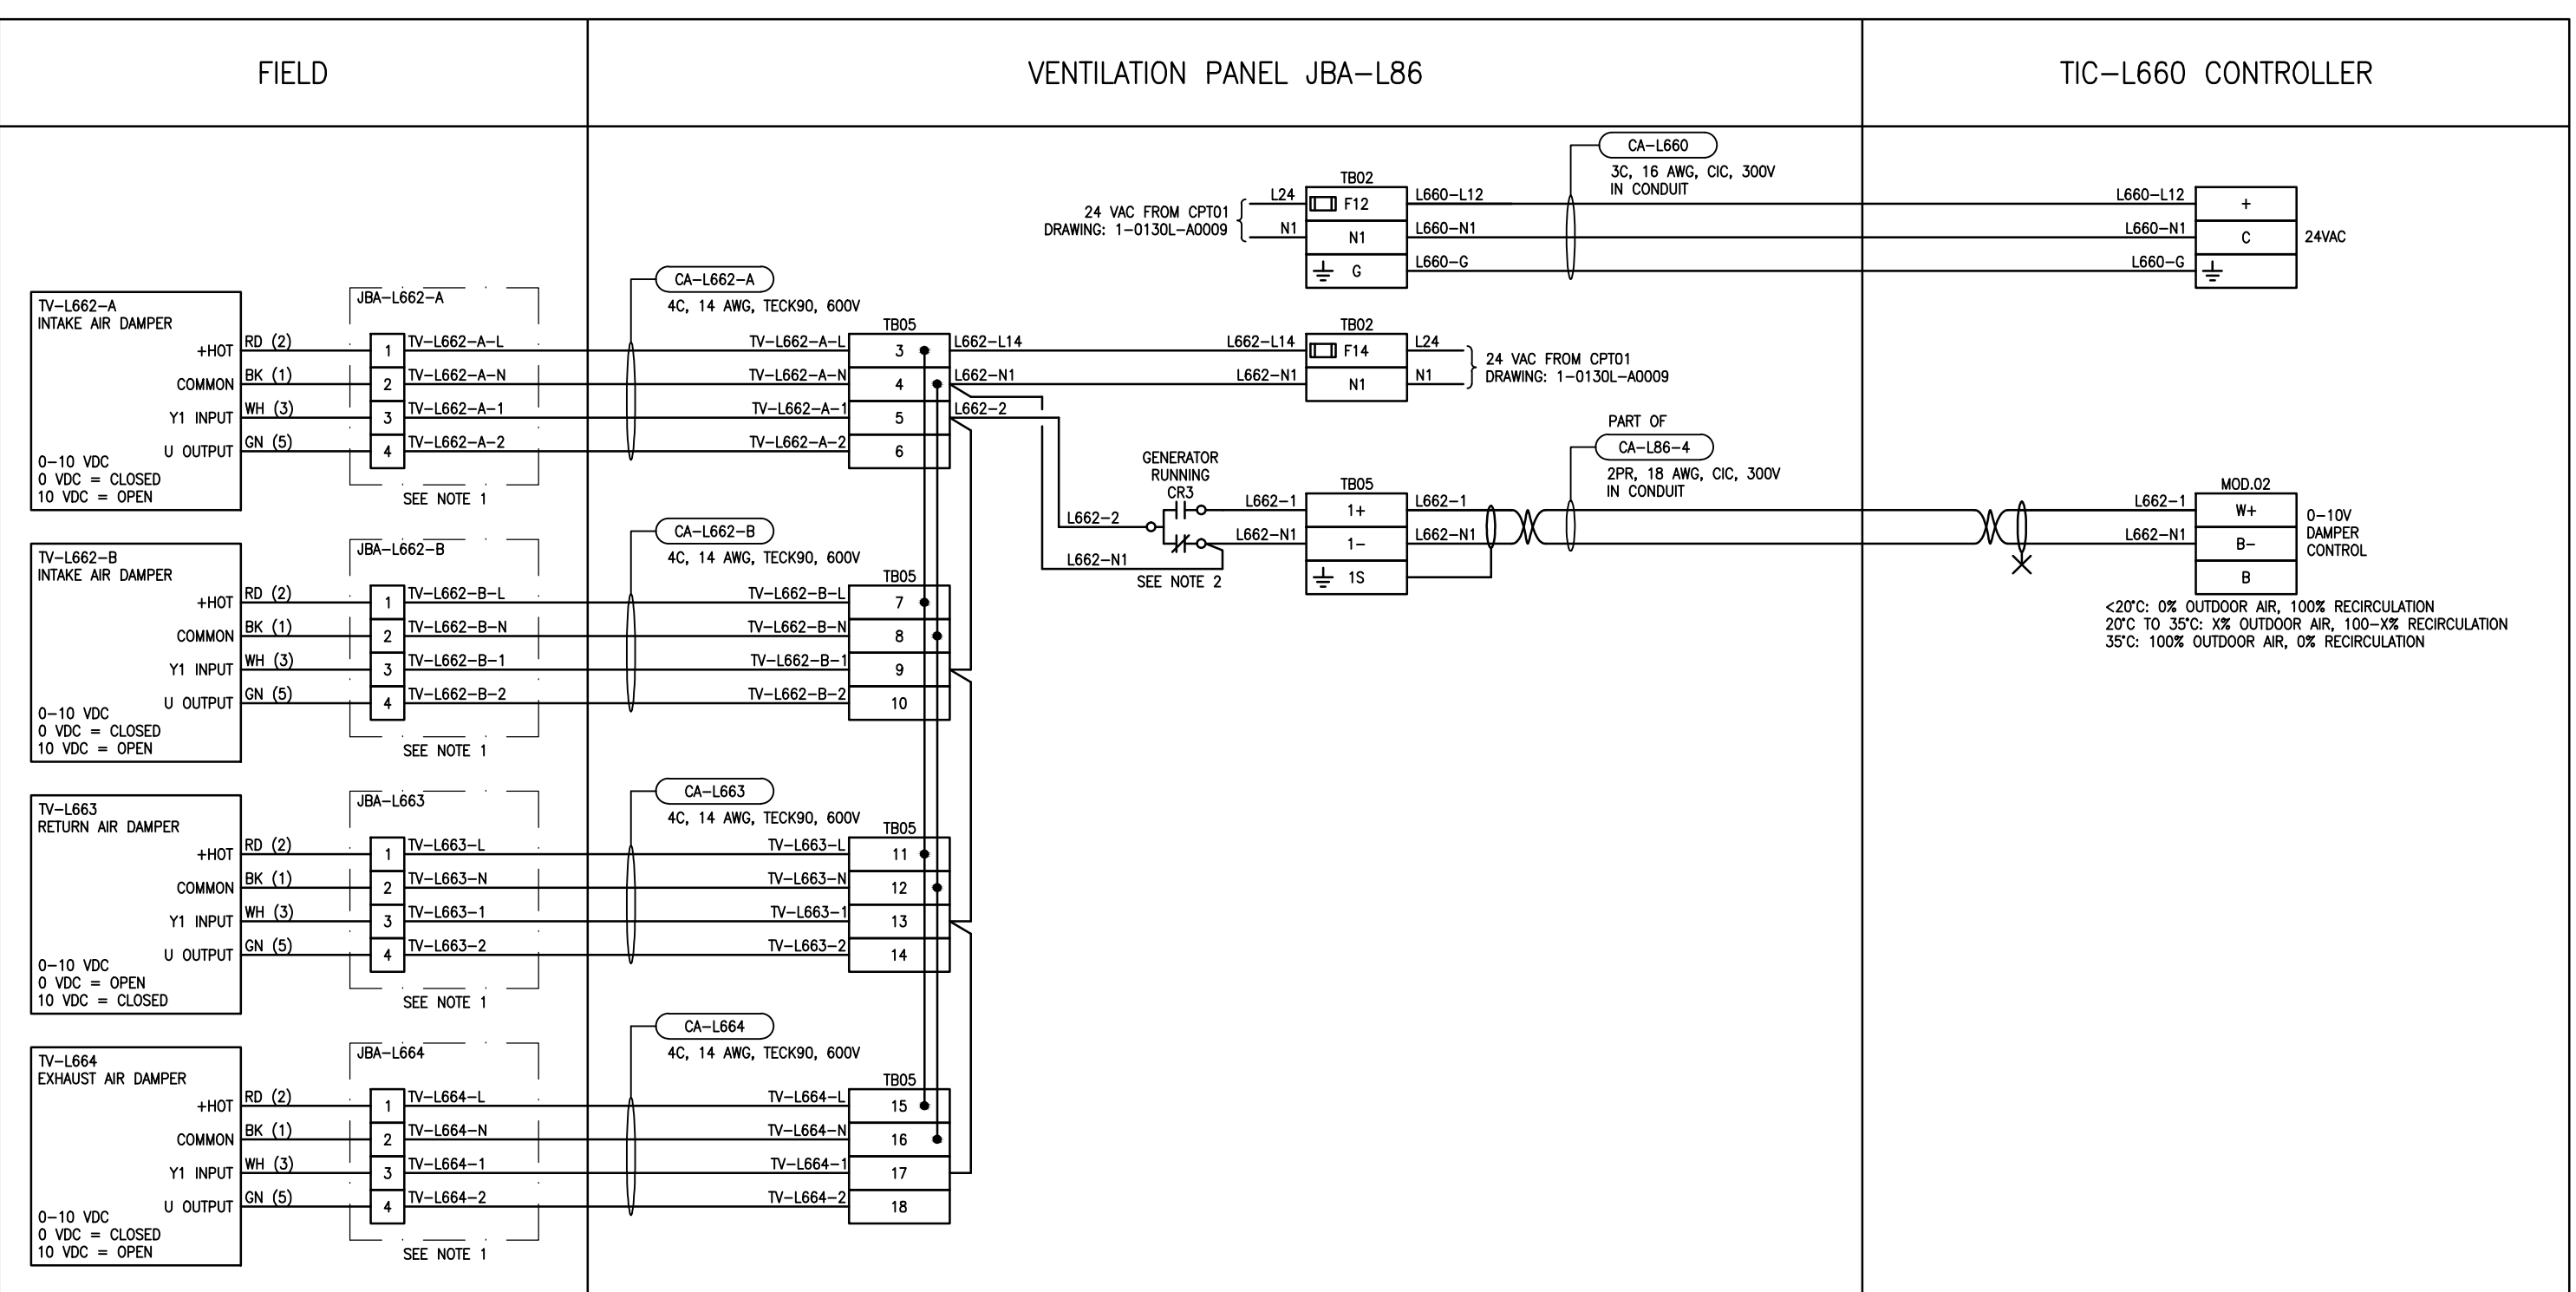 FIELD
VENTILATION PANEL JBA-L86
TIC-L660 CONTROLLER
CA-L660
3C, 16 AWG, CIC, 300V
IN CONDUIT
24 VAC FROM CPT01
DRAWING: 1-0130L-A0009
L24
N1
TB02
F12
N1
G
L660-L12
L660-N1
L660-G
L660-L12
L660-N1
L660-G
+
C
24VAC
TV-L662-A
INTAKE AIR DAMPER
+HOT
COMMON
Y1 INPUT
U OUTPUT
0-10 VDC
0 VDC = CLOSED
10 VDC = OPEN
RD (2)
BK (1)
WH (3)
GN (5)
JBA-L662-A
1
2
3
4
TV-L662-A-L
TV-L662-A-N
TV-L662-A-1
TV-L662-A-2
SEE NOTE 1
CA-L662-A
4C, 14 AWG, TECK90, 600V
TV-L662-A-L
TV-L662-A-N
TV-L662-A-1
TV-L662-A-2
TB05
3
4
5
6
L662-L14
L662-N1
L662-2
L662-L14
L662-N1
TB02
F14
N1
L24
N1
24 VAC FROM CPT01
DRAWING: 1-0130L-A0009
L662-2
L662-N1
GENERATOR
RUNNING
CR3
SEE NOTE 2
L662-1
L662-N1
TB05
1+
1-
1S
L662-1
L662-N1
PART OF
CA-L86-4
2PR, 18 AWG, CIC, 300V
IN CONDUIT
L662-1
L662-N1
MOD.02
W+
B-
B
0-10V
DAMPER
CONTROL
<20°C: 0% OUTDOOR AIR, 100% RECIRCULATION
20°C TO 35°C: X% OUTDOOR AIR, 100-X% RECIRCULATION
35°C: 100% OUTDOOR AIR, 0% RECIRCULATION
TV-L662-B
INTAKE AIR DAMPER
+HOT
COMMON
Y1 INPUT
U OUTPUT
0-10 VDC
0 VDC = CLOSED
10 VDC = OPEN
RD (2)
BK (1)
WH (3)
GN (5)
JBA-L662-B
1
2
3
4
TV-L662-B-L
TV-L662-B-N
TV-L662-B-1
TV-L662-B-2
SEE NOTE 1
CA-L662-B
4C, 14 AWG, TECK90, 600V
TV-L662-B-L
TV-L662-B-N
TV-L662-B-1
TV-L662-B-2
TB05
7
8
9
10
TV-L663
RETURN AIR DAMPER
+HOT
COMMON
Y1 INPUT
U OUTPUT
0-10 VDC
0 VDC = OPEN
10 VDC = CLOSED
RD (2)
BK (1)
WH (3)
GN (5)
JBA-L663
1
2
3
4
TV-L663-L
TV-L663-N
TV-L663-1
TV-L663-2
SEE NOTE 1
CA-L663
4C, 14 AWG, TECK90, 600V
TV-L663-L
TV-L663-N
TV-L663-1
TV-L663-2
TB05
11
12
13
14
TV-L664
EXHAUST AIR DAMPER
+HOT
COMMON
Y1 INPUT
U OUTPUT
0-10 VDC
0 VDC = CLOSED
10 VDC = OPEN
RD (2)
BK (1)
WH (3)
GN (5)
JBA-L664
1
2
3
4
TV-L664-L
TV-L664-N
TV-L664-1
TV-L664-2
SEE NOTE 1
CA-L664
4C, 14 AWG, TECK90, 600V
TV-L664-L
TV-L664-N
TV-L664-1
TV-L664-2
TB05
15
16
17
18